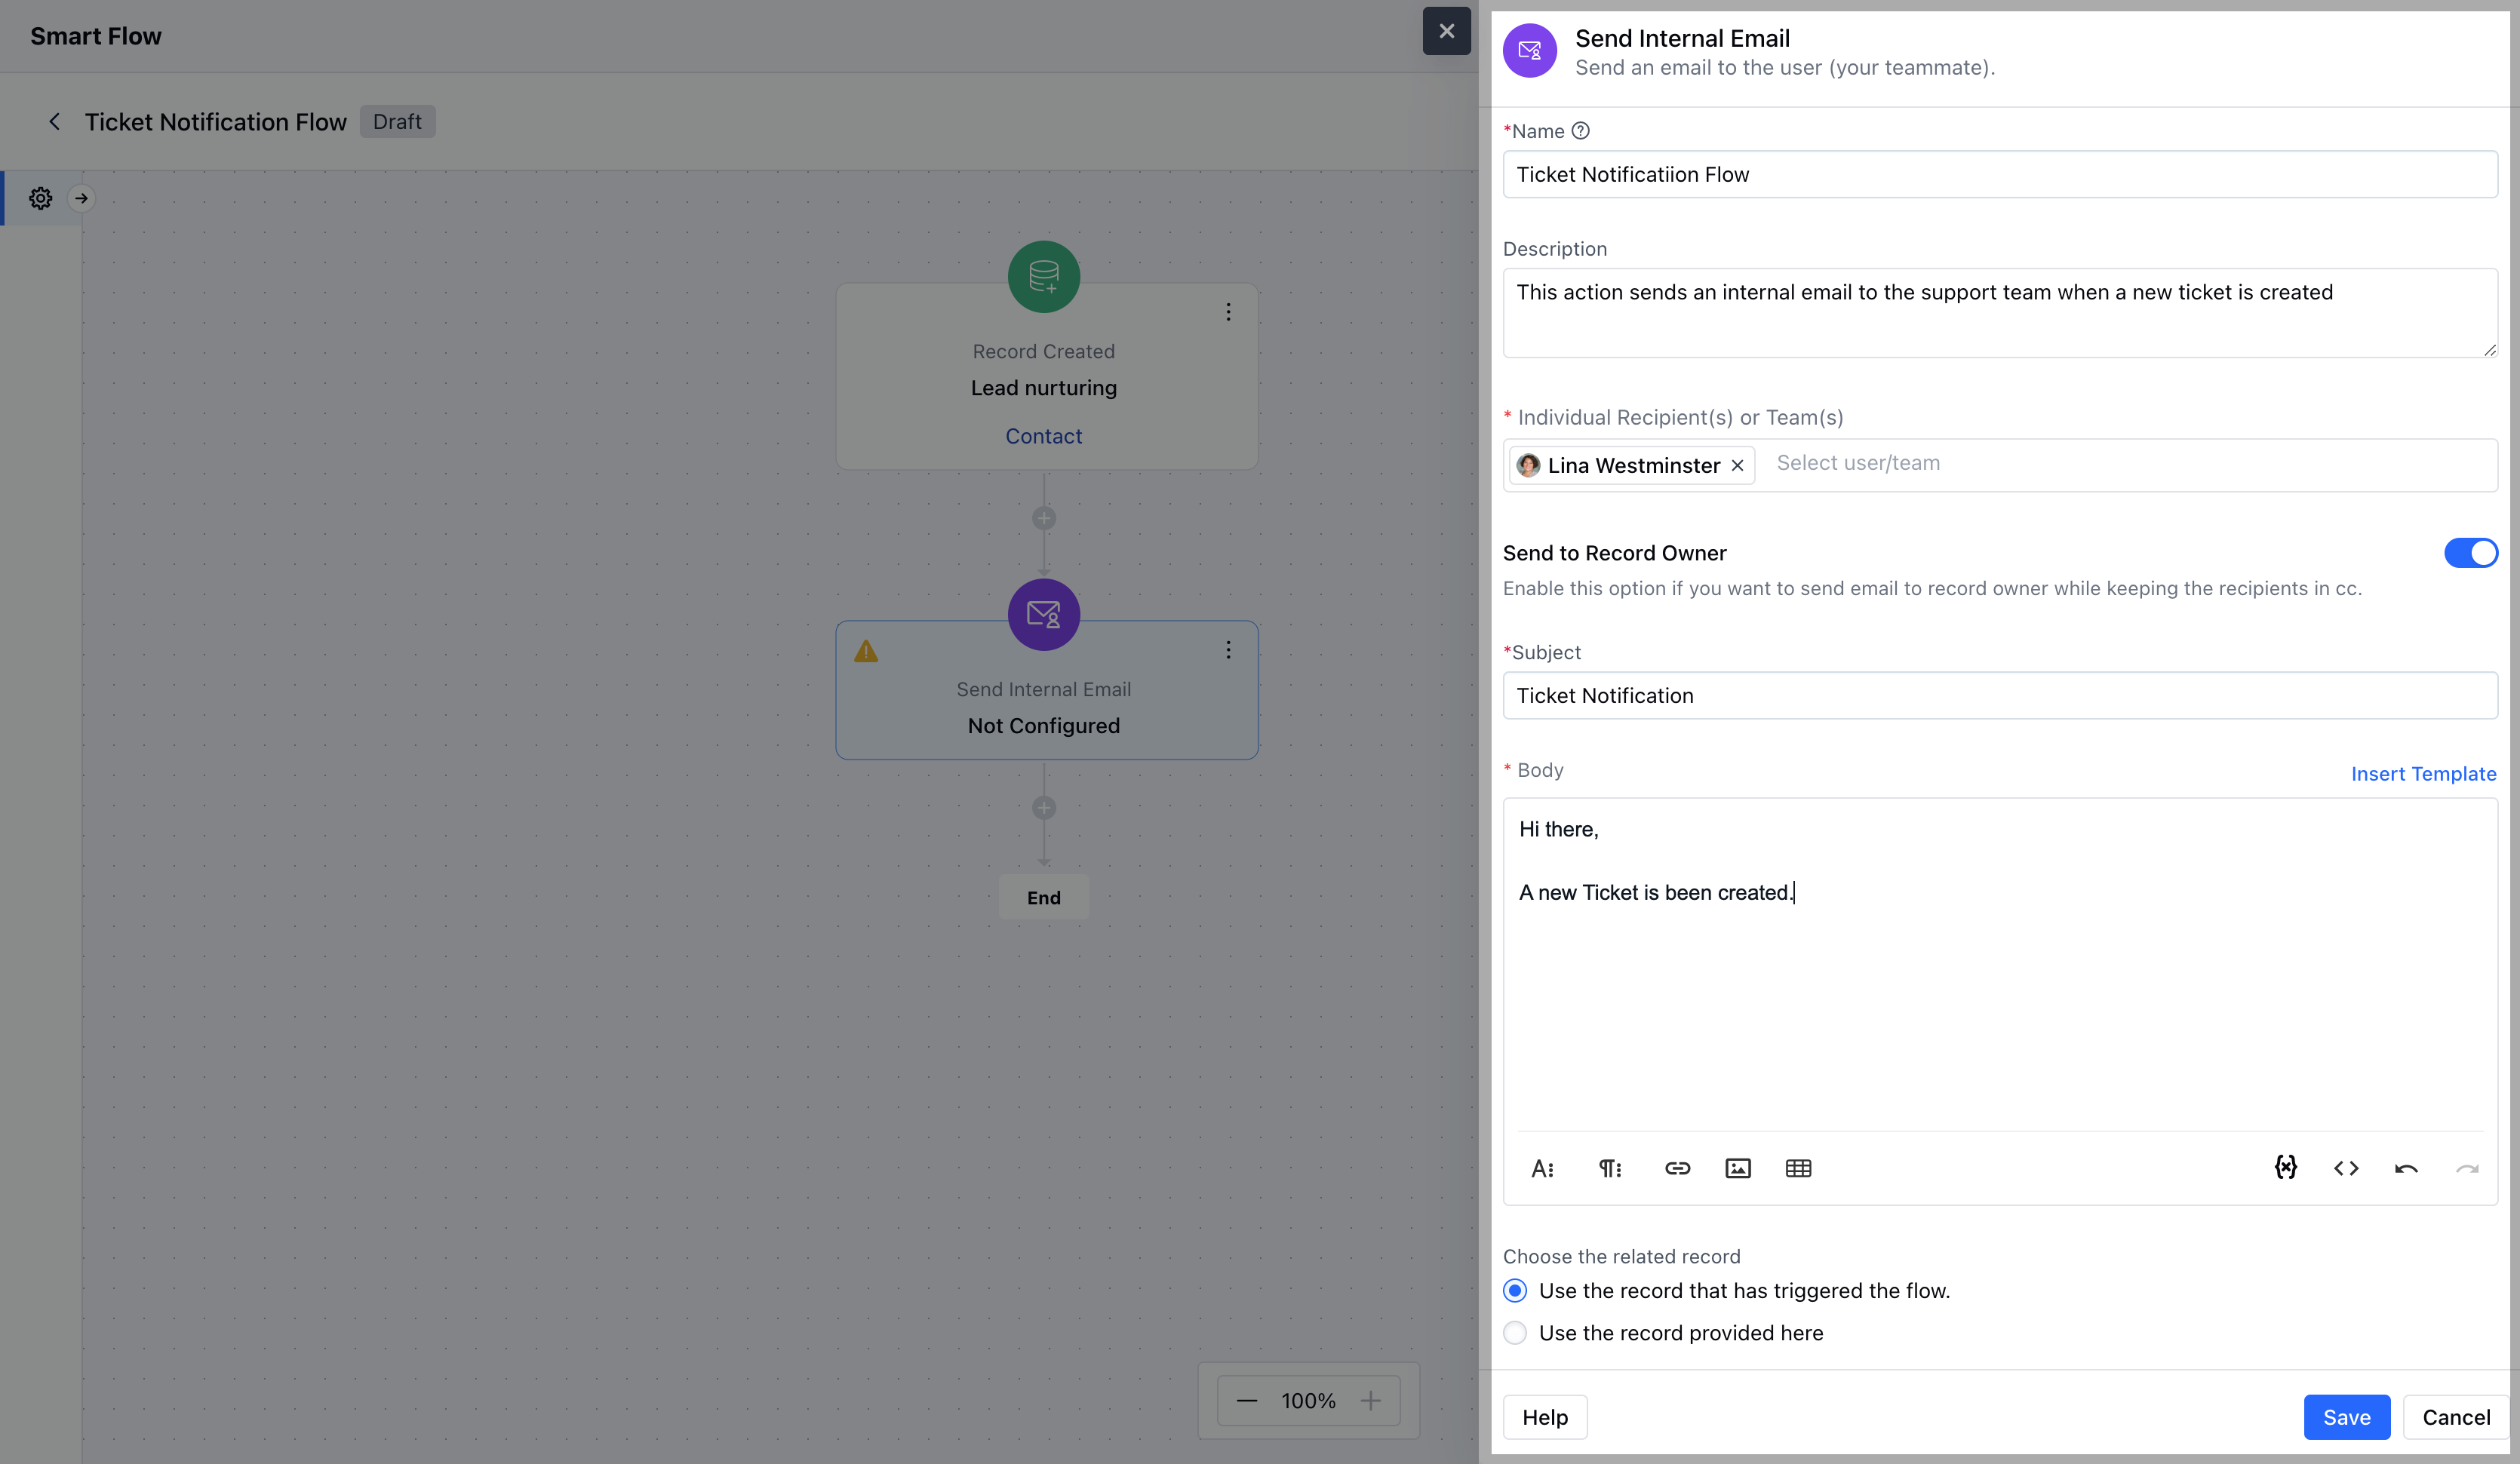 Smart Flow
Ticket Notification Flow
Draft
Record Created
Lead nurturing
Contact
Send Internal Email
Not Configured
End
100%
Send Internal Email
Send an email to the user (your teammate).
*Name
Ticket Notificatiion Flow
Description
This action sends an internal email to the support team when a new ticket is created
* Individual Recipient(s) or Team(s)
Lina Westminster
Select user/team
Send to Record Owner
Enable this option if you want to send email to record owner while keeping the recipients in cc.
*Subject
Ticket Notification
* Body
Insert Template
Hi there,
A new Ticket is been created.
Choose the related record
Use the record that has triggered the flow.
Use the record provided here
Help
Save
Cancel